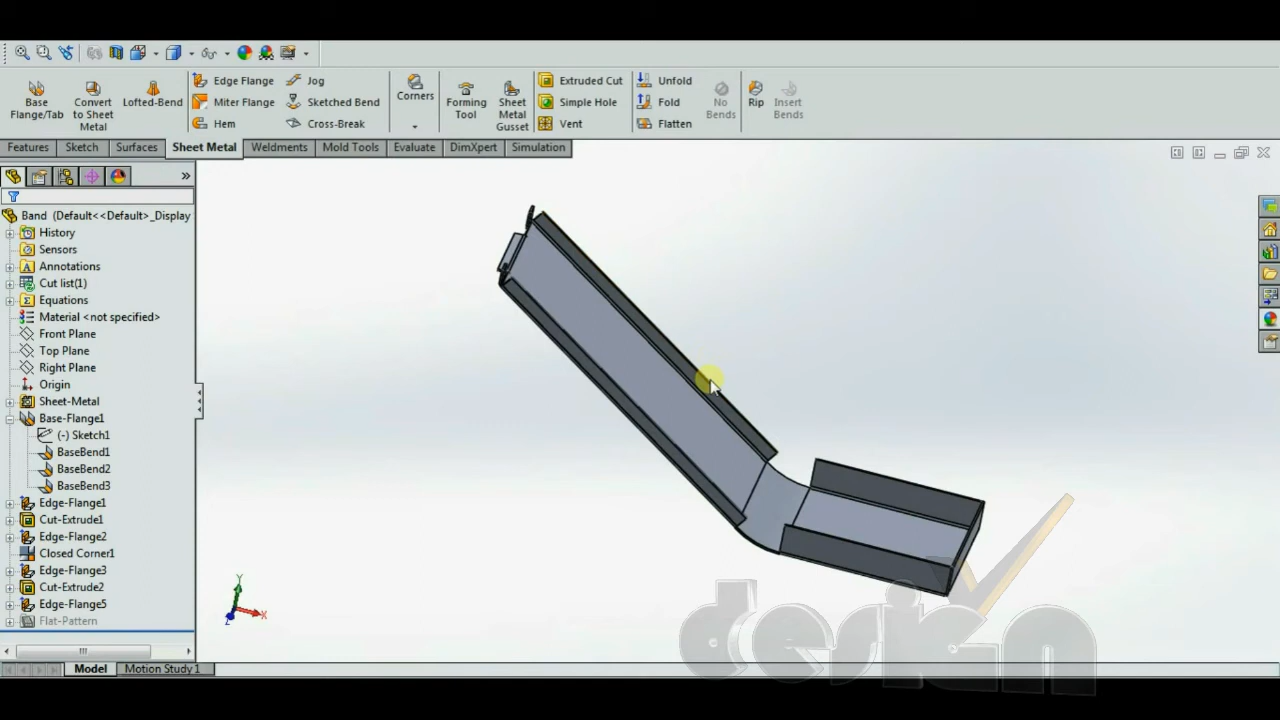 Base Flange/Tab
Convert to Sheet Metal
Lofted-Bend
Edge Flange
Miter Flange
Hem
Jog
Sketched Bend
Cross-Break
Corners
Forming Tool
Sheet Metal Gusset
Extruded Cut
Simple Hole
Vent
Unfold
Fold
Flatten
No Bends
Rip
Insert Bends
Features Sketch Surfaces Sheet Metal Weldments Mold Tools Evaluate DimXpert Simulation
»
Band (Default<<Default>_Display
History
Sensors
Annotations
Cut list(1)
Equations
Material <not specified>
Front Plane
Top Plane
Right Plane
Origin
Sheet-Metal
Base-Flange1
(-) Sketch1
BaseBend1
BaseBend2
BaseBend3
Edge-Flange1
Cut-Extrude1
Edge-Flange2
Closed Corner1
Edge-Flange3
Cut-Extrude2
Edge-Flange5
Flat-Pattern
Y
X
Z
design
Model Motion Study 1